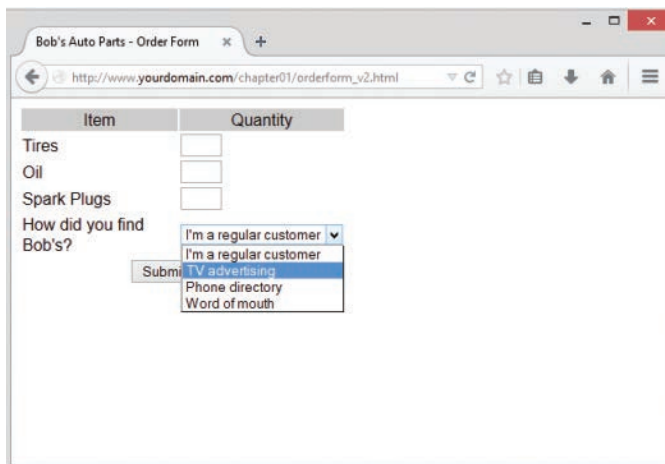 Bob's Auto Parts - Order Form
http://www.yourdomain.com/chapter01/orderform_v2.html
Item Quantity
Tires
Oil
Spark Plugs
How did you find
Bob's?
I'm a regular customer
I'm a regular customer
TV advertising
Phone directory
Word of mouth
Submi